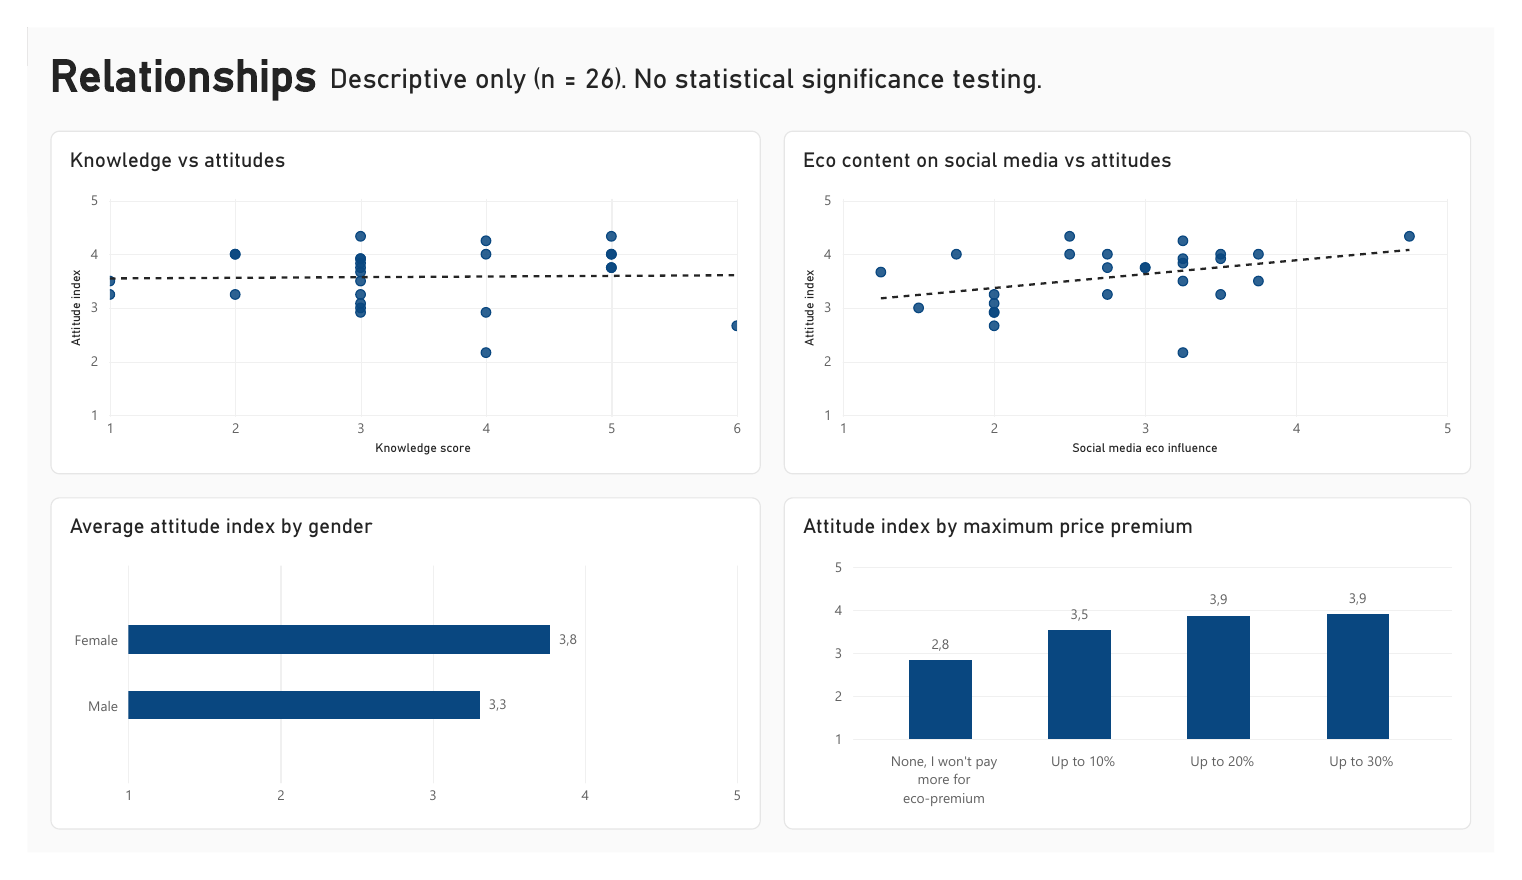 Relationships Descriptive only (n = 26). No statistical significance testing.
Knowledge vs attitudes
5
4
3
2
1
Attitude index
1 2 3 4 5 6
Knowledge score
Eco content on social media vs attitudes
5
4
3
2
1
Attitude index
1 2 3 4 5
Social media eco influence
Average attitude index by gender
Female 3,8
Male 3,3
1 2 3 4 5
Attitude index by maximum price premium
5
4
3
2
1
2,8 3,5 3,9 3,9
None, I won't pay
more for
eco-premium
Up to 10%
Up to 20%
Up to 30%